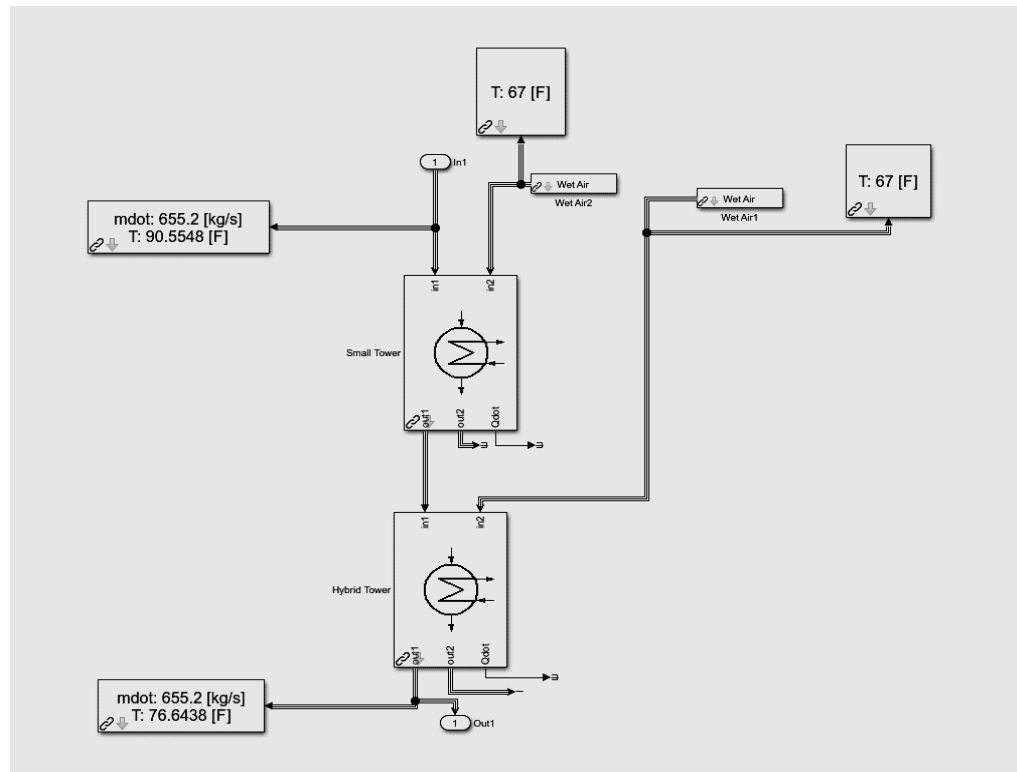 T: 67 [F]
1
In1
Wet Air
Wet Air2
T: 67 [F]
Wet Air
Wet Air1
mdot: 655.2 [kg/s]
T: 90.5548 [F]
in1
in2
Small Tower
out1
out2
Qdot
in1
in2
Hybrid Tower
out1
out2
Qdot
mdot: 655.2 [kg/s]
T: 76.6438 [F]
1
Out1